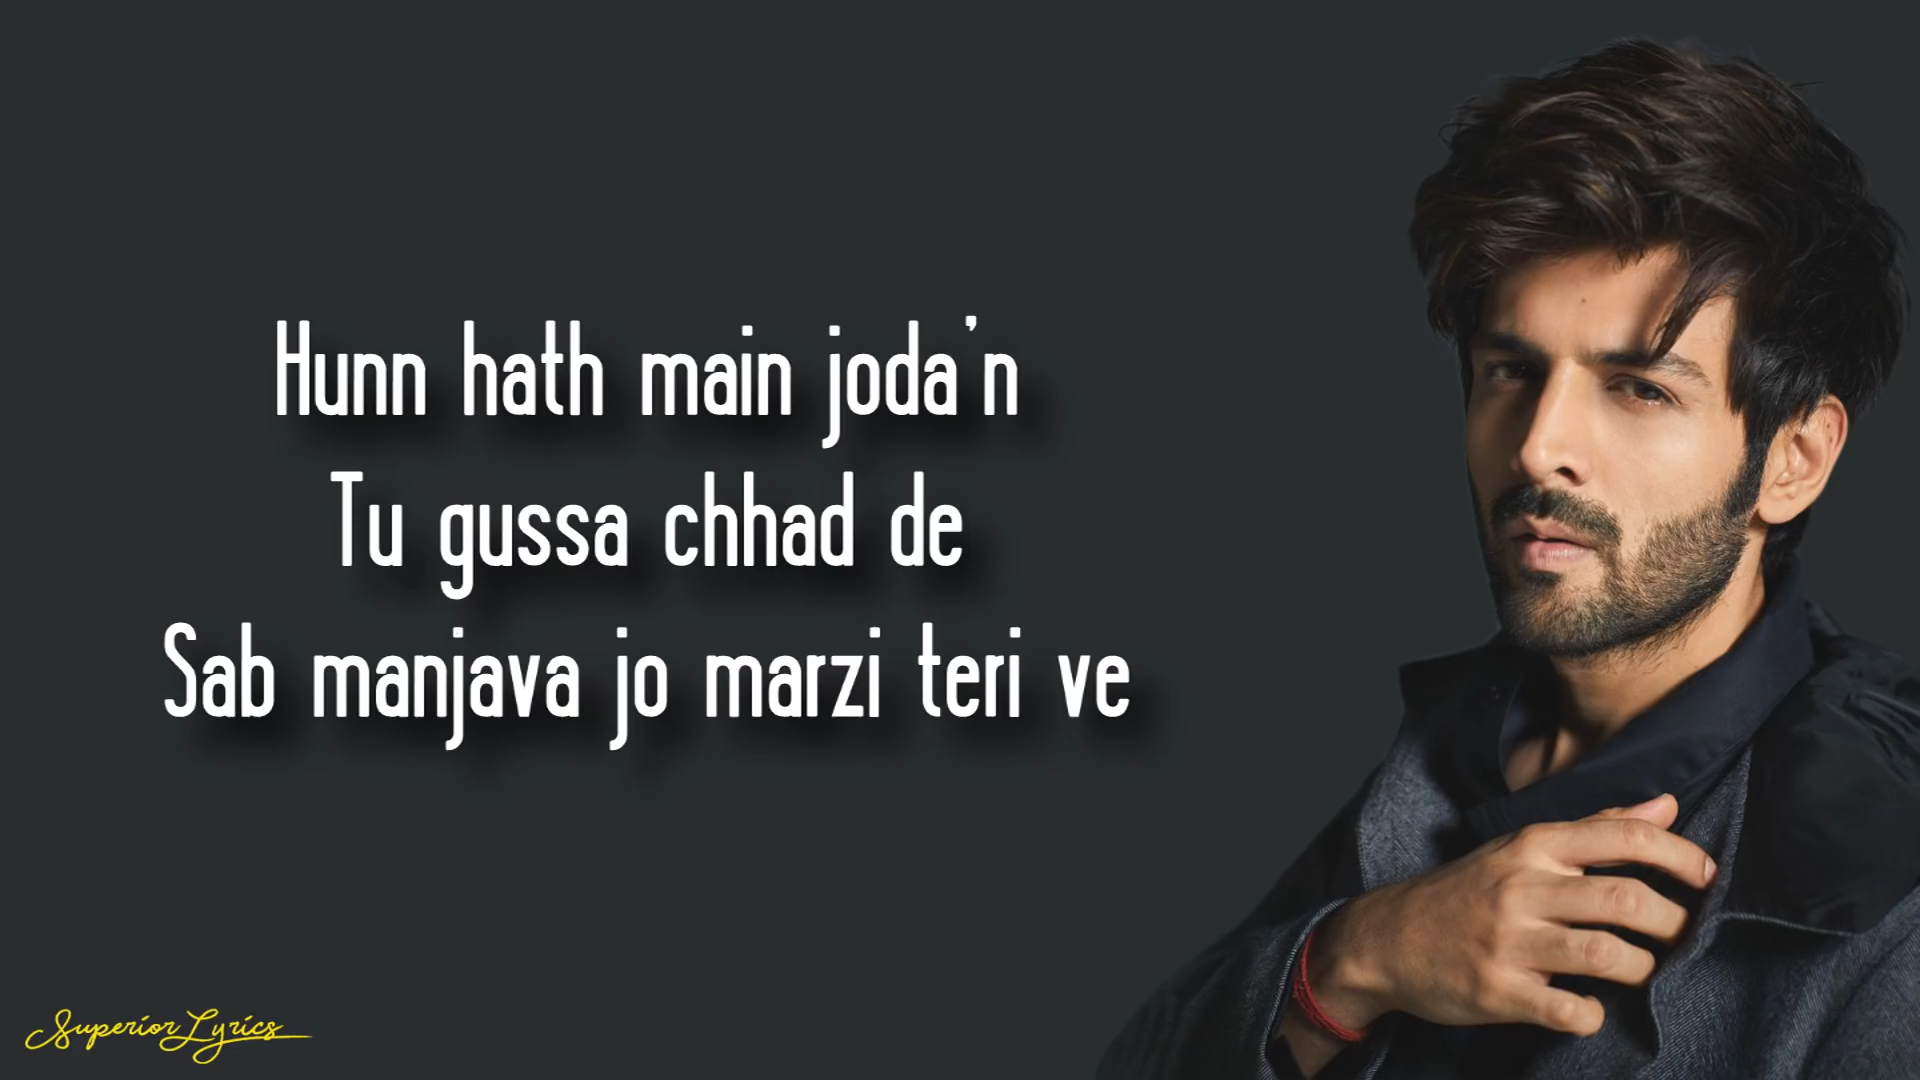 Hunn hath main joda'n
Tu gussa chhad de
Sab manjava jo marzi teri ve
Superior Lyrics